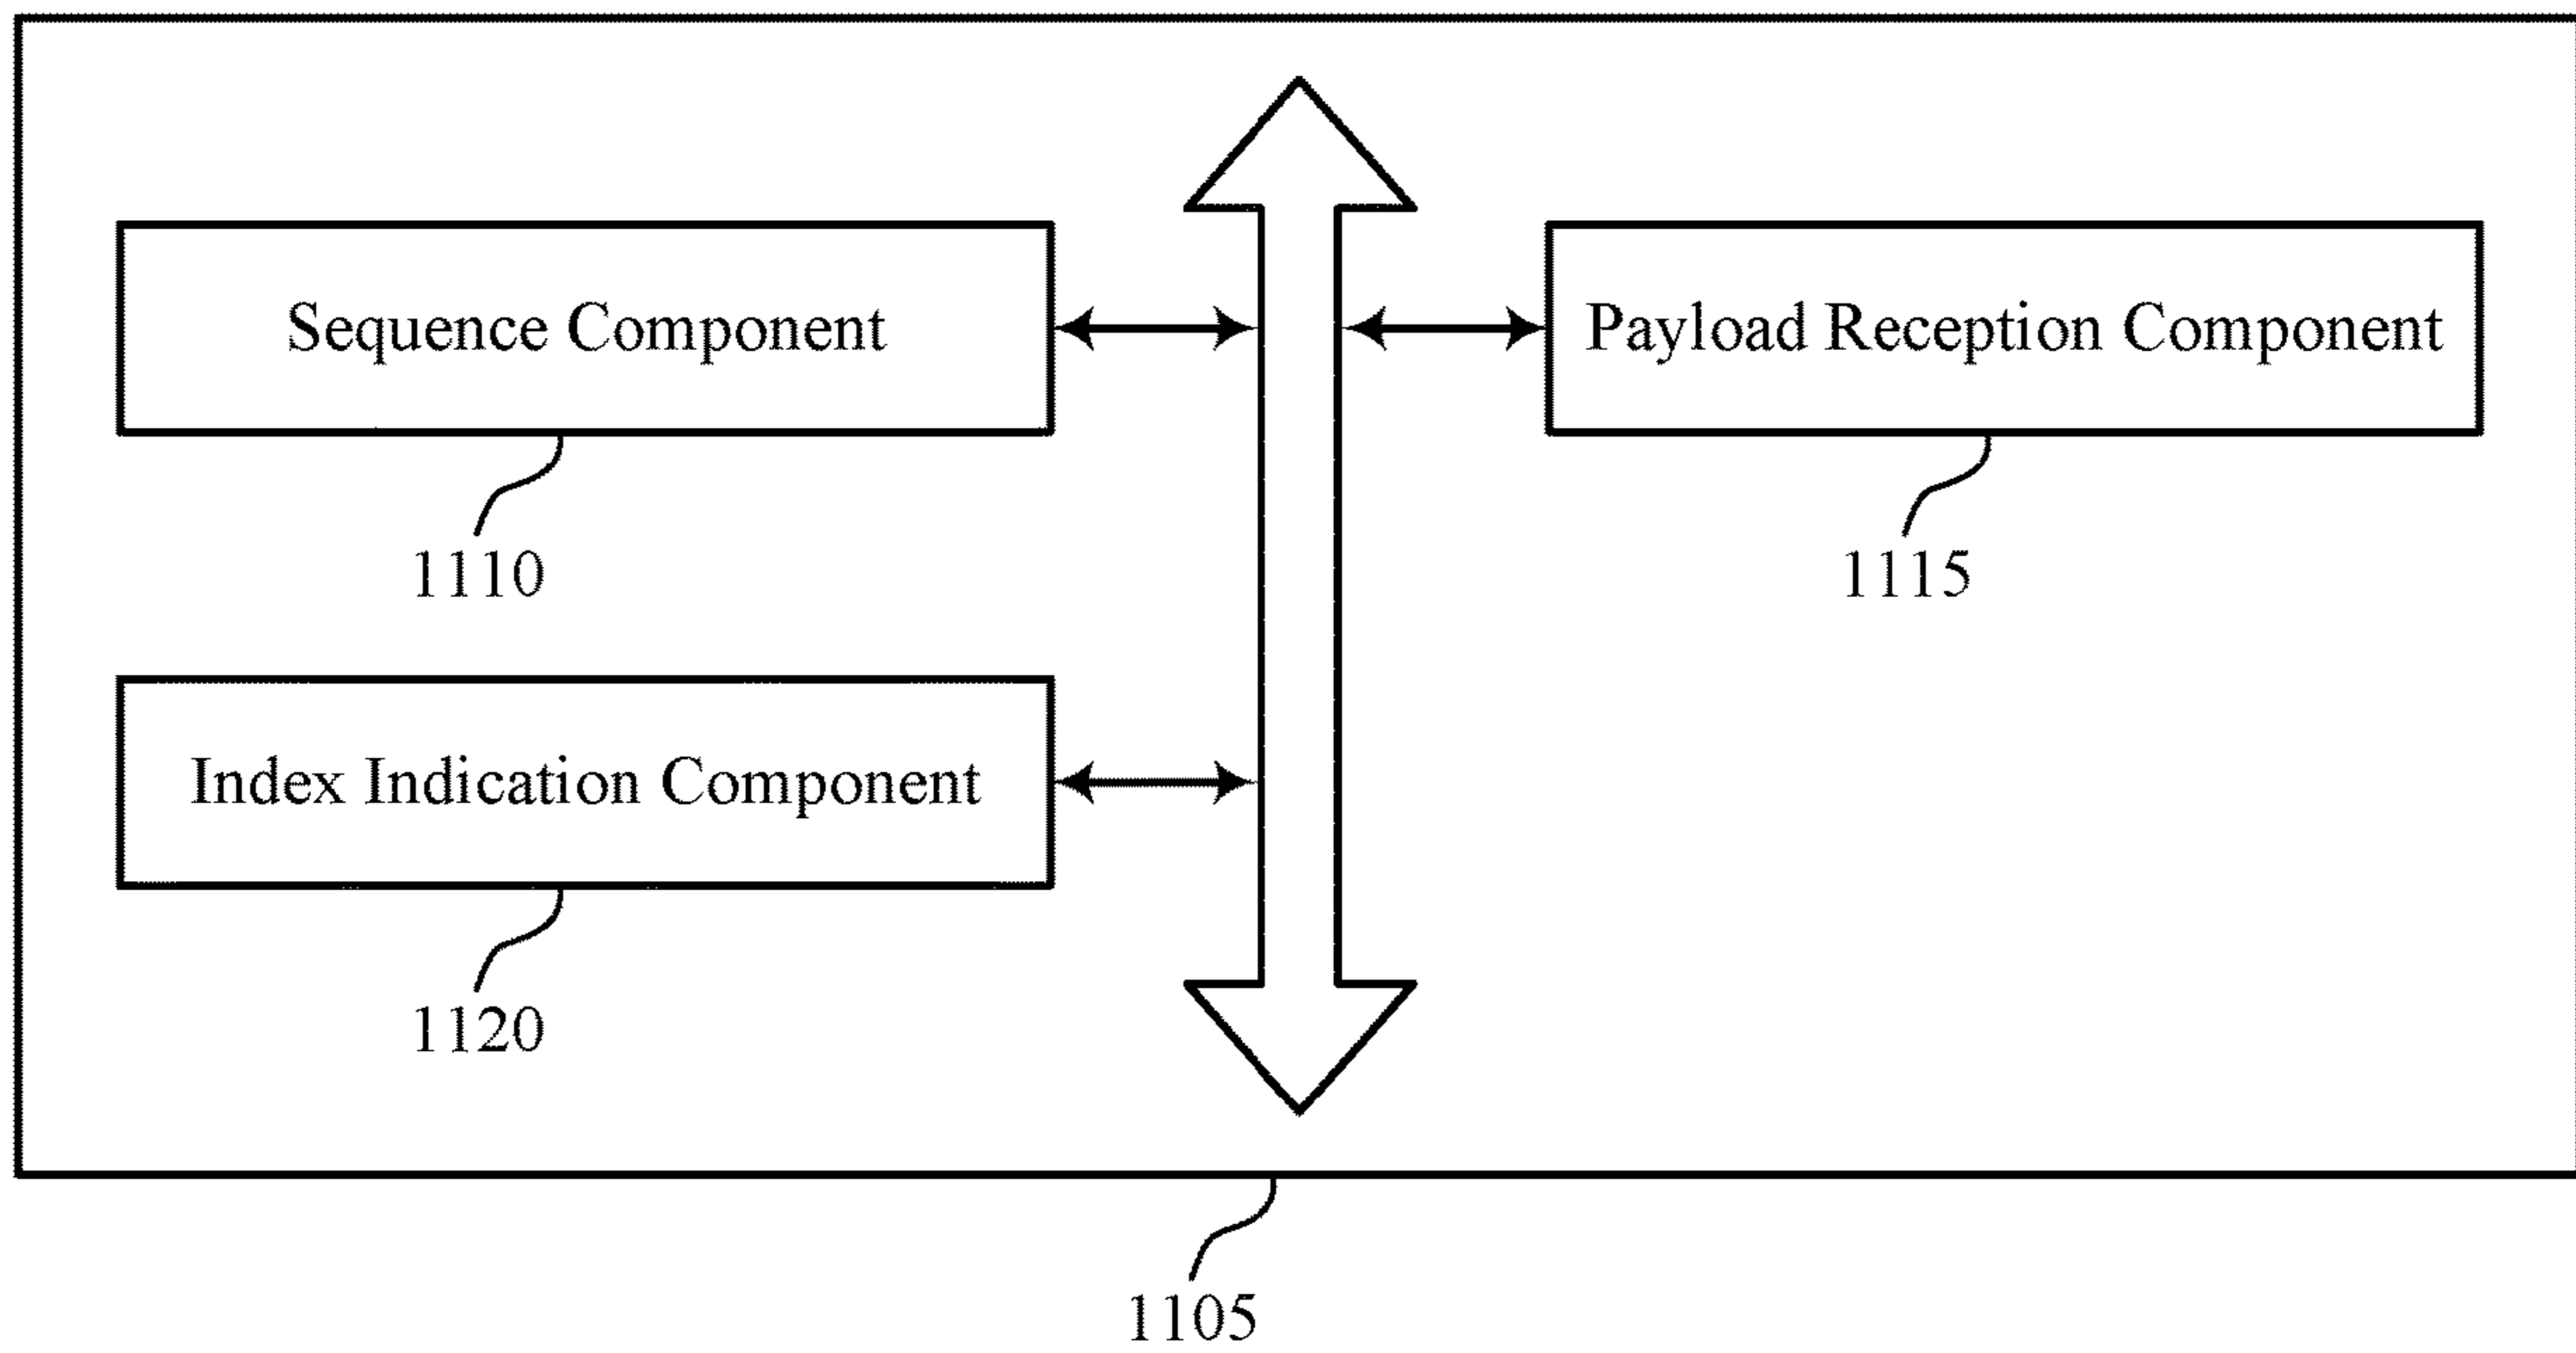 Sequence Component
Payload Reception Component
1110
1115
Index Indication Component
1120
1105